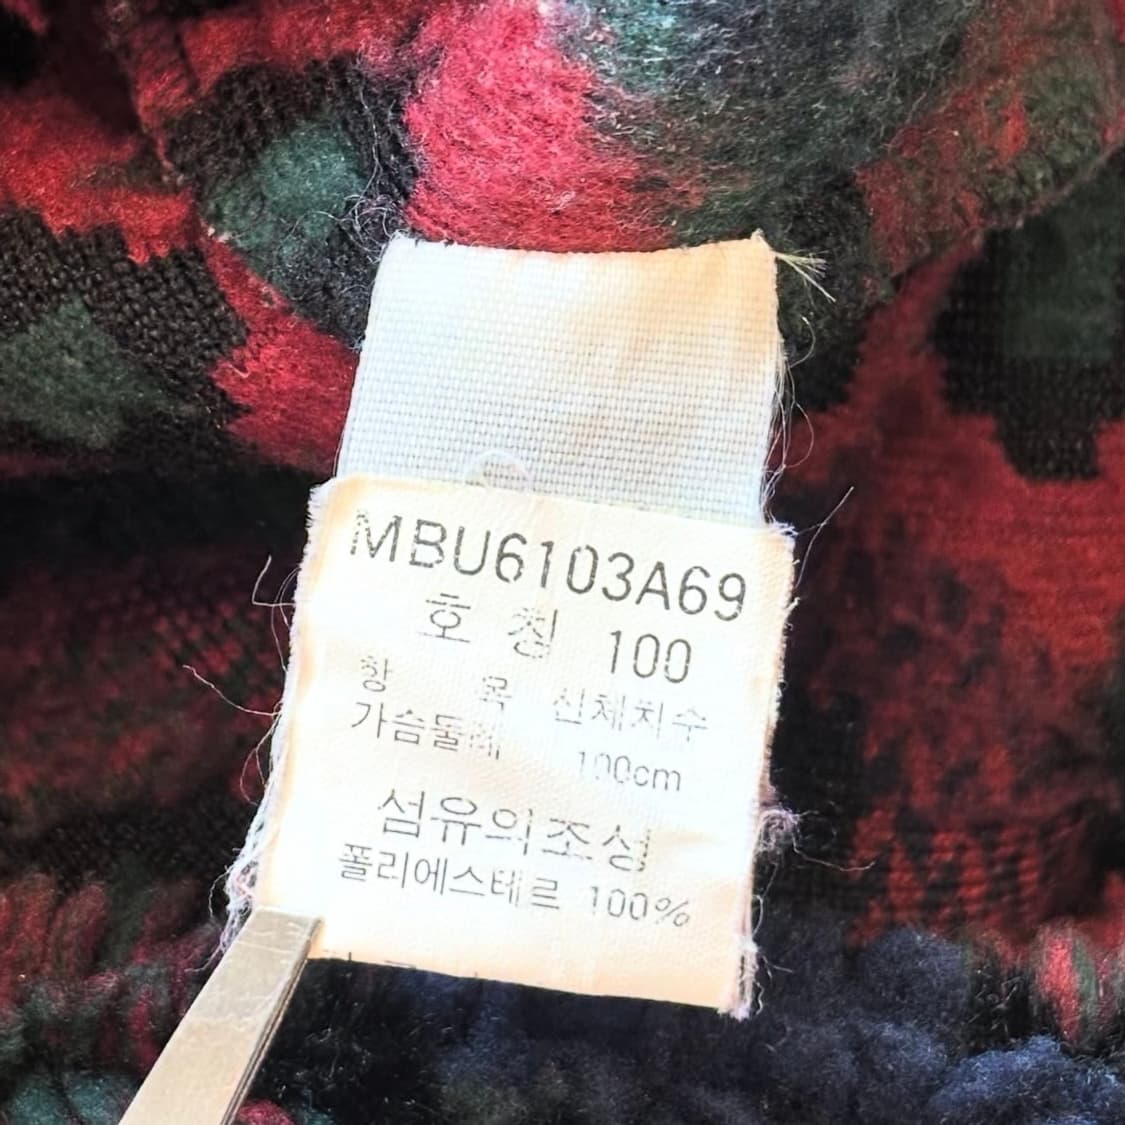 MBU6103A69
호 칭 100
항 목 신체치수
가슴둘레 100cm
섬유의조성
폴리에스테르 100%